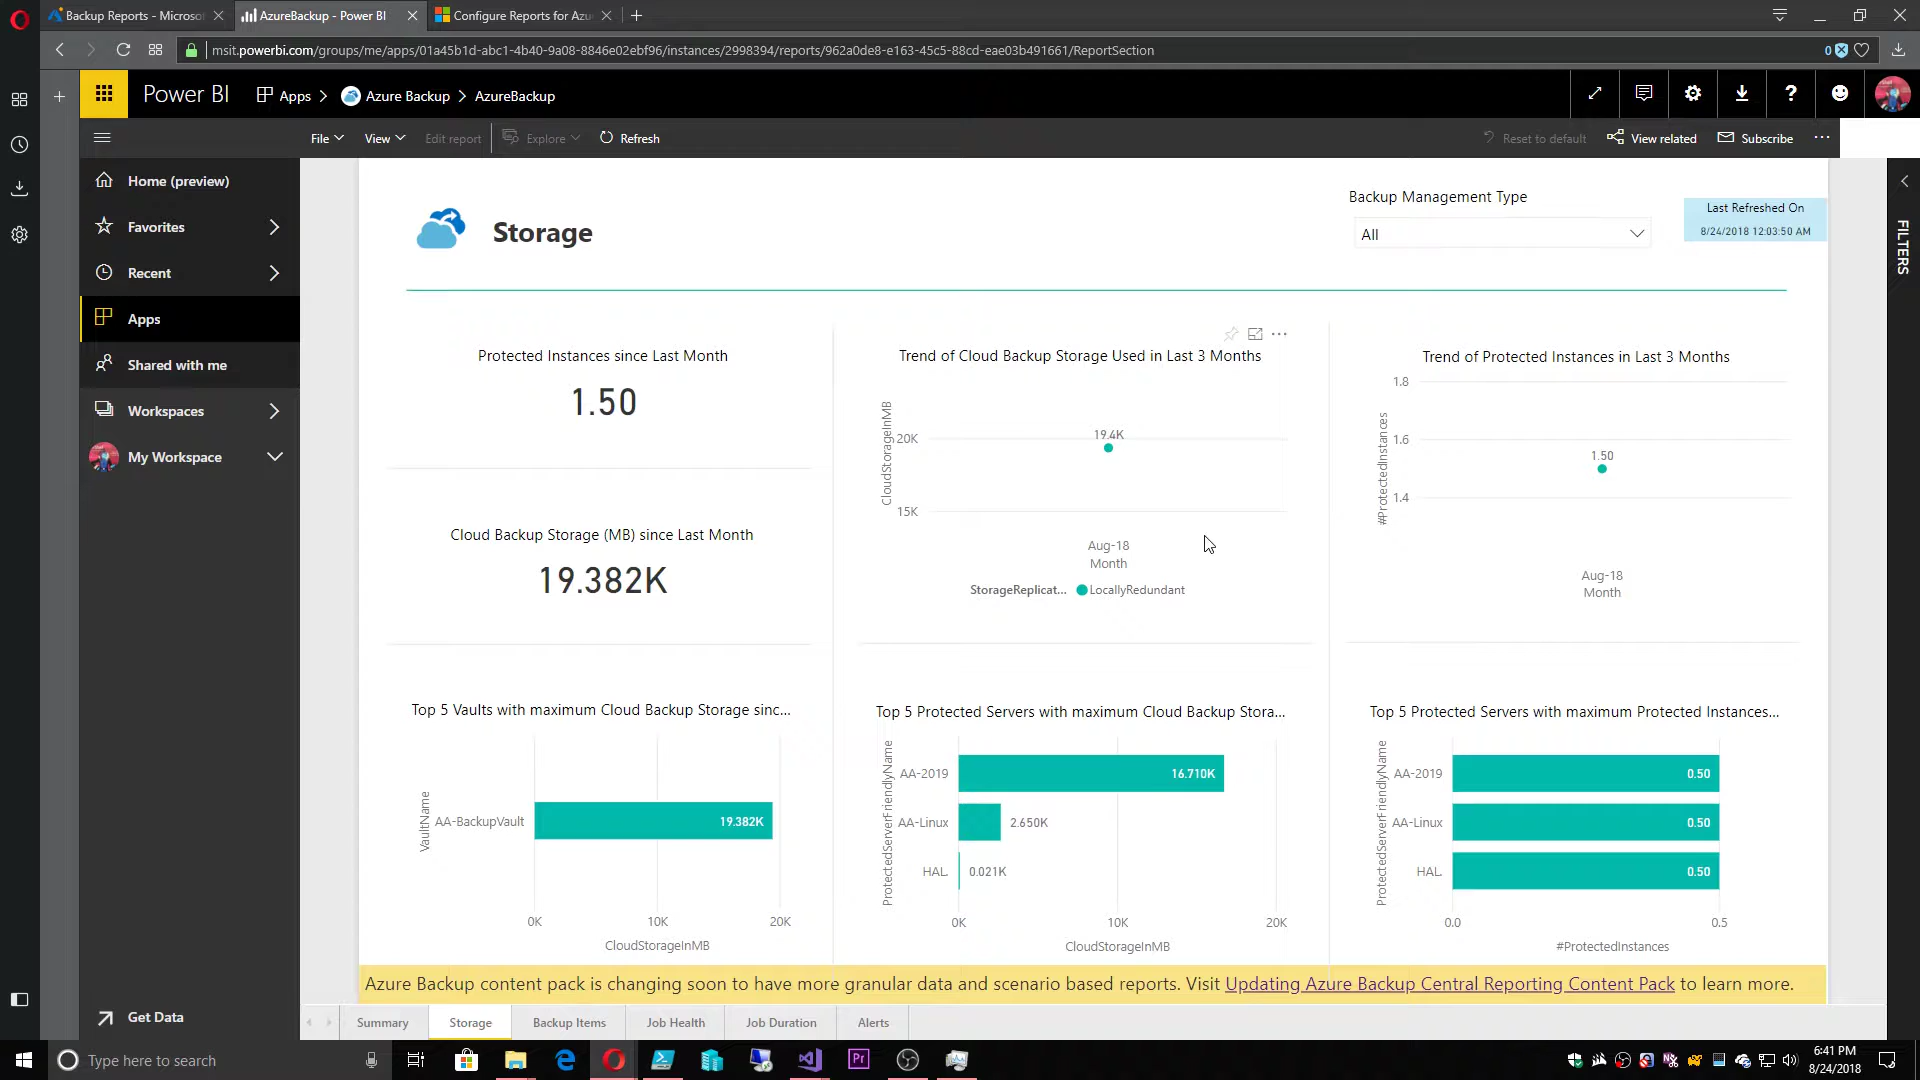 Backup Reports - Microso
AzureBackup - Power BI
Configure Reports for Azu
msit.powerbi.com/groups/me/apps/01a45b1d-abc1-4b40-9a08-8846e02ebf96/instances/2998394/reports/962a0de8-e163-45c5-88cd-eae03b491661/ReportSection
0
Power BI
Apps
Azure Backup
AzureBackup
File
View
Edit report
Explore
Refresh
Reset to default
View related
Subscribe
Home (preview)
Favorites
Recent
Apps
Shared with me
Workspaces
My Workspace
Get Data
Storage
Backup Management Type
All
Last Refreshed On
8/24/2018 12:03:50 AM
FILTERS
Protected Instances since Last Month
1.50
Cloud Backup Storage (MB) since Last Month
19.382K
Trend of Cloud Backup Storage Used in Last 3 Months
CloudStorageInMB
20K
15K
19.4K
Aug-18
Month
StorageReplicat...
LocallyRedundant
Trend of Protected Instances in Last 3 Months
#ProtectedInstances
1.8
1.6
1.4
1.50
Aug-18
Month
Top 5 Vaults with maximum Cloud Backup Storage sinc...
VaultName
AA-BackupVault
19.382K
0K
10K
20K
CloudStorageInMB
Top 5 Protected Servers with maximum Cloud Backup Stora...
ProtectedServerFriendlyName
AA-2019
16.710K
AA-Linux
2.650K
HAL.
0.021K
0K
10K
20K
CloudStorageInMB
Top 5 Protected Servers with maximum Protected Instances...
ProtectedServerFriendlyName
AA-2019
0.50
AA-Linux
0.50
HAL.
0.50
0.0
0.5
#ProtectedInstances
Azure Backup content pack is changing soon to have more granular data and scenario based reports. Visit Updating Azure Backup Central Reporting Content Pack to learn more.
Summary
Storage
Backup Items
Job Health
Job Duration
Alerts
Type here to search
Pr
6:41 PM
8/24/2018